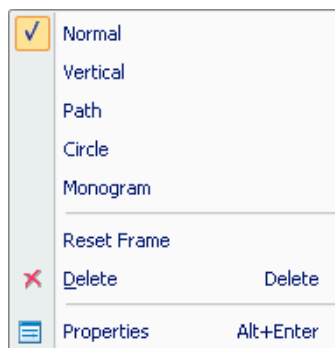 Normal
Vertical
Path
Circle
Monogram
Reset Frame
Delete Delete
Properties Alt+Enter